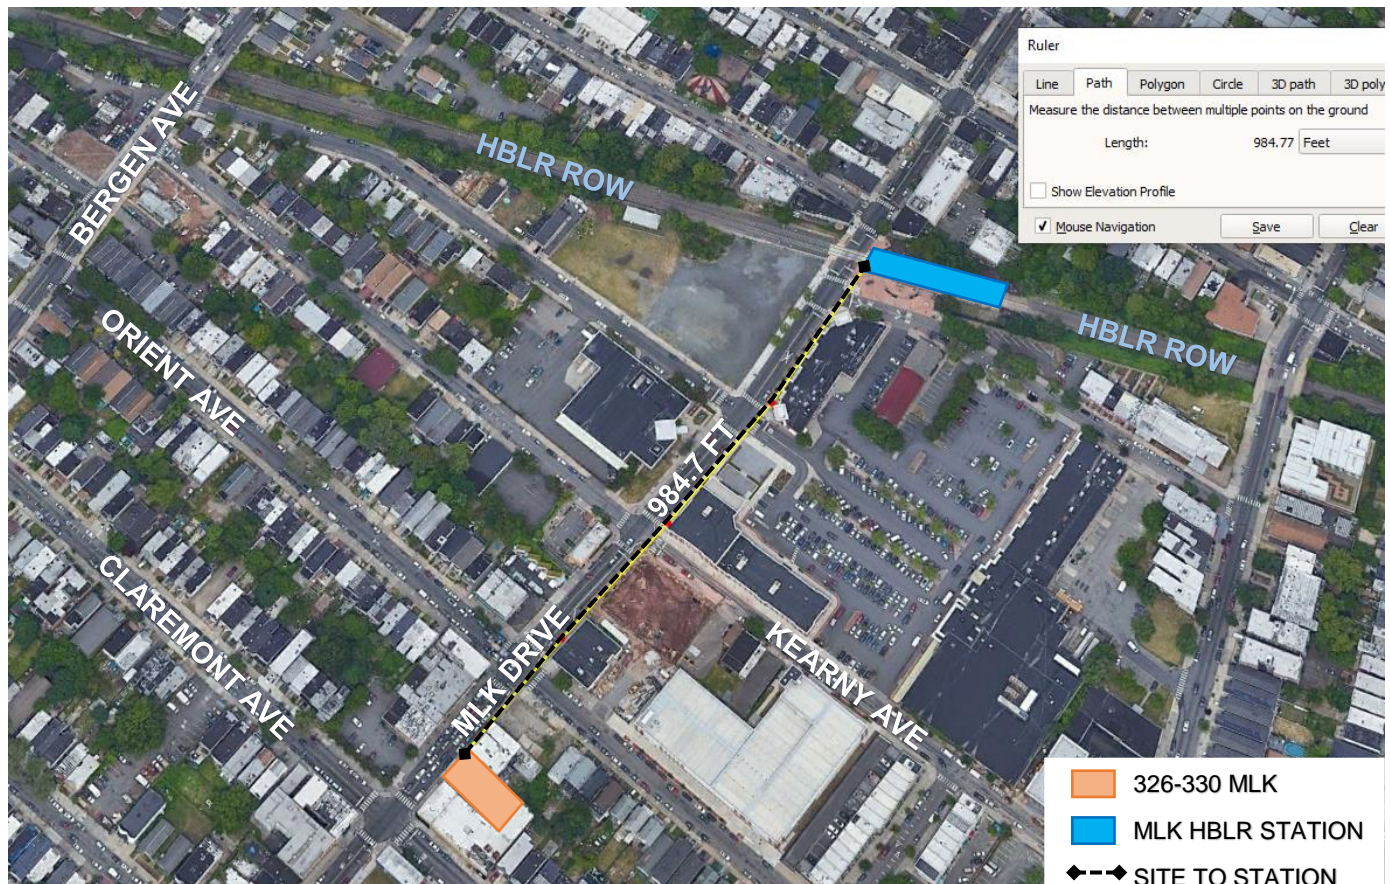 Ruler
Line Path Polygon Circle 3D path 3D poly
Measure the distance between multiple points on the ground
Length: 984.77 Feet
Show Elevation Profile
Mouse Navigation Save Clear
BERGEN AVE
HBLR ROW
HBLR ROW
ORIENT AVE
984.7 FT
CLAREMONT AVE
MLK DRIVE
KEARNY AVE
326-330 MLK
MLK HBLR STATION
SITE TO STATION